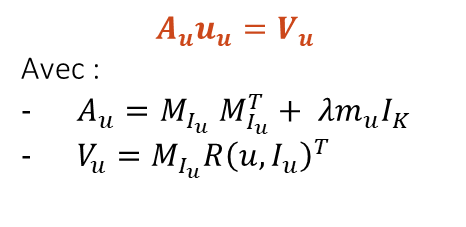 A_u u_u = V_u
Avec :
- A_u = M_{I_u} M_{I_u}^T + λm_u I_K
- V_u = M_{I_u} R(u, I_u)^T